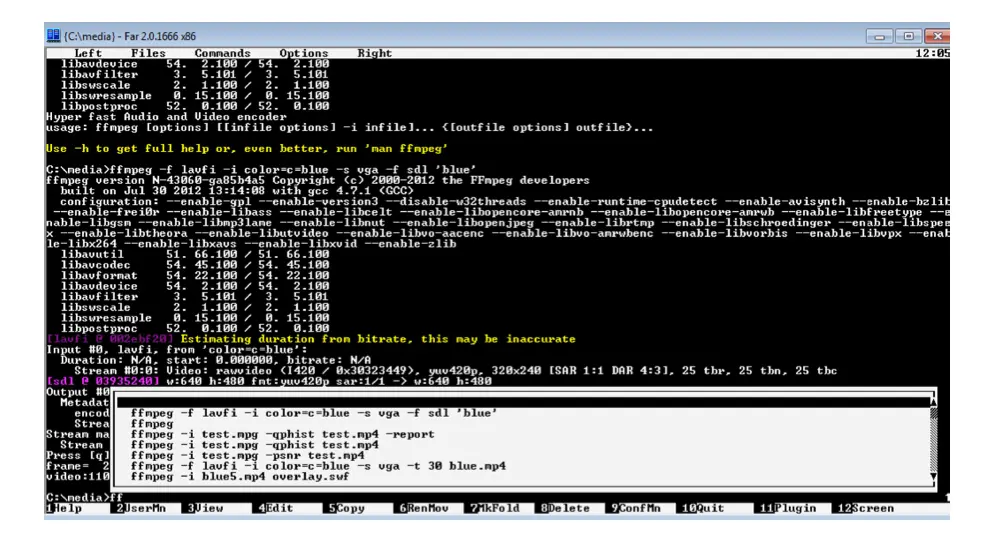 {C:\media} - Far 2.0.1666 x86
Left Files Commands Options Right 12:05
libavdevice 54. 2.100 / 54. 2.100
libavfilter 3. 5.101 / 3. 5.101
libswscale 2. 1.100 / 2. 1.100
libswresample 0. 15.100 / 0. 15.100
libpostproc 52. 0.100 / 52. 0.100
Hyper fast Audio and Video encoder
usage: ffmpeg [options] [[infile options] -i infile]... {[outfile options] outfile}...
Use -h to get full help or, even better, run 'man ffmpeg'
C:\media>ffmpeg -f lavfi -i color=c=blue -s vga -f sdl 'blue'
ffmpeg version N-43060-ga85b4a5 Copyright (c) 2000-2012 the FFmpeg developers
built on Jul 30 2012 13:14:08 with gcc 4.7.1 (GCC)
configuration: --enable-gpl --enable-version3 --disable-w32threads --enable-runtime-cpudetect --enable-avisynth --enable-bzlib
--enable-frei0r --enable-libass --enable-libcelt --enable-libopencore-amrnb --enable-libopencore-amrwb --enable-libfreetype --e
nable-libgsm --enable-libmp3lame --enable-libnut --enable-libopenjpeg --enable-librtmp --enable-libschroedinger --enable-libspee
x --enable-libtheora --enable-libutvideo --enable-libvo-aacenc --enable-libvo-amrwbenc --enable-libvorbis --enable-libvpx --enab
le-libx264 --enable-libxavs --enable-libxvid --enable-zlib
libavutil 51. 66.100 / 51. 66.100
libavcodec 54. 45.100 / 54. 45.100
libavformat 54. 22.100 / 54. 22.100
libavdevice 54. 2.100 / 54. 2.100
libavfilter 3. 5.101 / 3. 5.101
libswscale 2. 1.100 / 2. 1.100
libswresample 0. 15.100 / 0. 15.100
libpostproc 52. 0.100 / 52. 0.100
[lavfi @ 002ebf20] Estimating duration from bitrate, this may be inaccurate
Input #0, lavfi, from 'color=c=blue':
Duration: N/A, start: 0.000000, bitrate: N/A
Stream #0:0: Video: rawvideo (I420 / 0x30323449), yuv420p, 320x240 [SAR 1:1 DAR 4:3], 25 tbr, 25 tbn, 25 tbc
[sdl @ 03935240] w:640 h:480 fmt:yuv420p sar:1/1 -> w:640 h:480
Output #0
Metadat
encod ffmpeg -f lavfi -i color=c=blue -s vga -f sdl 'blue'
Strea ffmpeg
Stream ma ffmpeg -i test.mpg -qphist test.mp4 -report
Stream ffmpeg -i test.mpg -qphist test.mp4
Press [q] ffmpeg -i test.mpg -psnr test.mp4
frame= 2 ffmpeg -f lavfi -i color=c=blue -s vga -t 30 blue.mp4
video:110 ffmpeg -i blue5.mp4 overlay.swf
C:\media>ff
1Help 2UserMn 3View 4Edit 5Copy 6RenMov 7MkFold 8Delete 9ConfMn 10Quit 11Plugin 12Screen